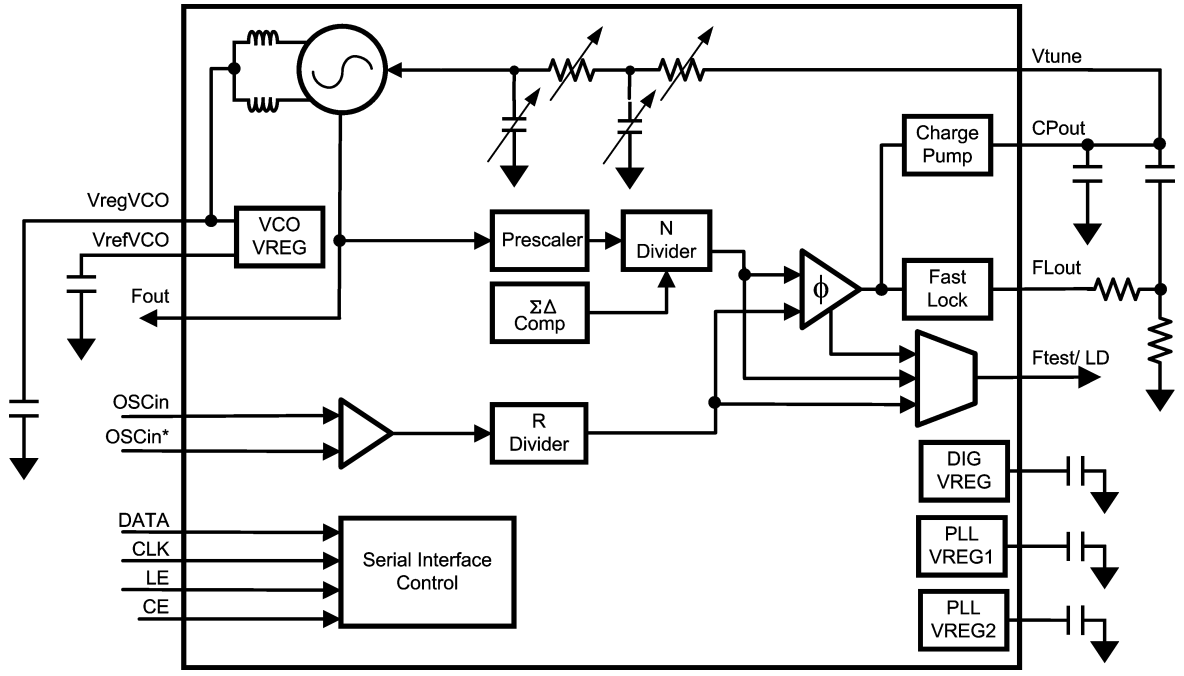 Vtune
Charge
Pump
CPout
VregVCO
VrefVCO
VCO
VREG
Prescaler
N
Divider
Fout
ΣΔ
Comp
ϕ
Fast
Lock
FLout
Ftest/ LD
OSCin
OSCin*
R
Divider
DIG
VREG
DATA
CLK
LE
CE
Serial Interface
Control
PLL
VREG1
PLL
VREG2